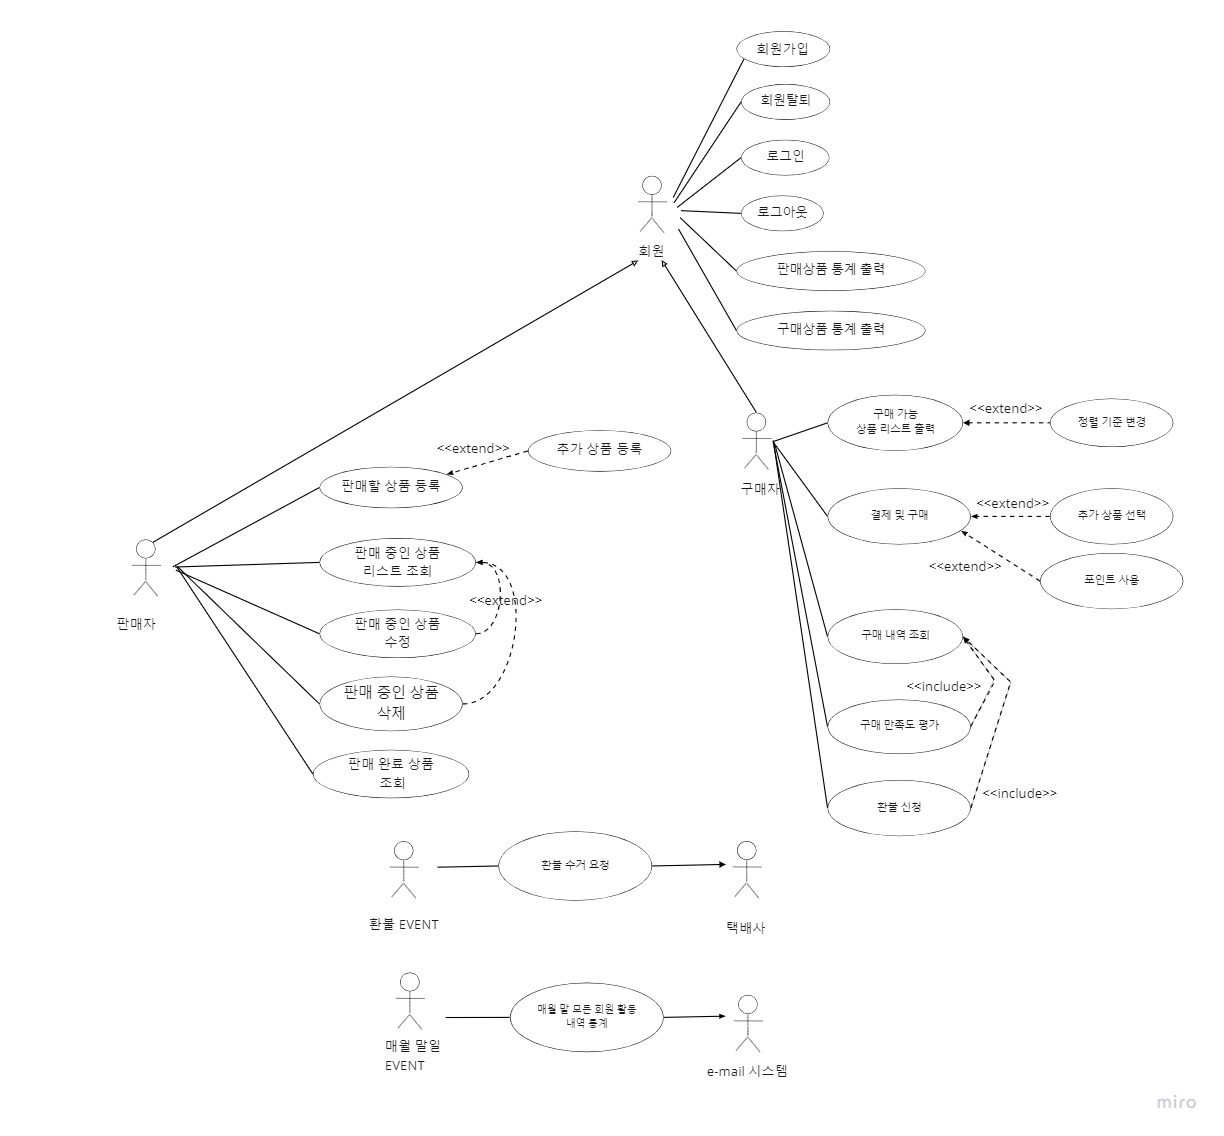 회원가입
회원탈퇴
로그인
로그아웃
회원
판매상품 통계 출력
구매상품 통계 출력
구매 가능
상품 리스트 출력
<<extend>>
정렬 기준 변경
<<extend>>
추가 상품 등록
판매할 상품 등록
구매자
결제 및 구매
<<extend>>
추가 상품 선택
<<extend>>
포인트 사용
판매 중인 상품
리스트 조회
<<extend>>
판매자
판매 중인 상품
수정
구매 내역 조회
<<include>>
판매 중인 상품
삭제
구매 만족도 평가
판매 완료 상품
조회
<<include>>
환불 신청
환불 수거 요청
환불 EVENT
택배사
매월 말 모든 회원 활동
내역 통계
매월 말일
EVENT
e-mail 시스템
miro